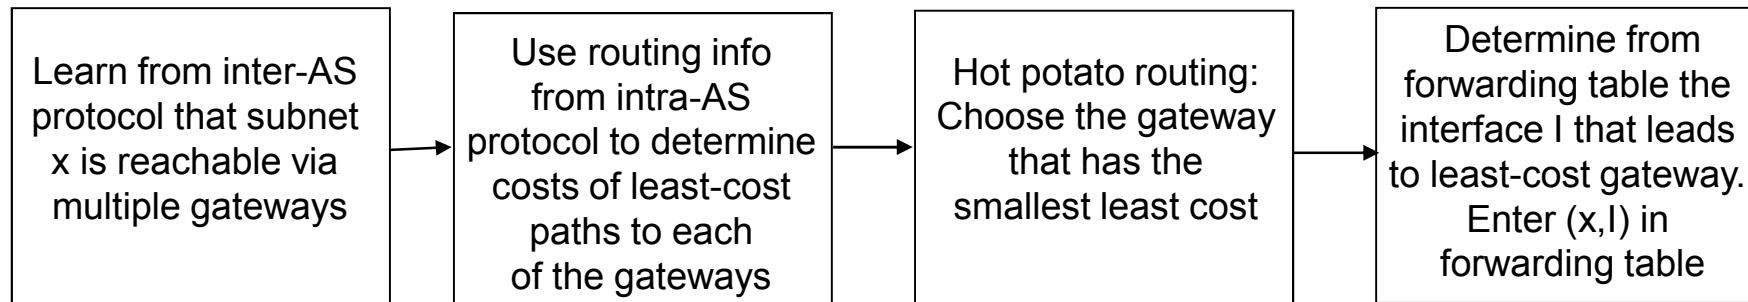 Learn from inter-AS
protocol that subnet
x is reachable via
multiple gateways
Use routing info
from intra-AS
protocol to determine
costs of least-cost
paths to each
of the gateways
Hot potato routing:
Choose the gateway
that has the
smallest least cost
Determine from
forwarding table the
interface I that leads
to least-cost gateway.
Enter (x,I) in
forwarding table